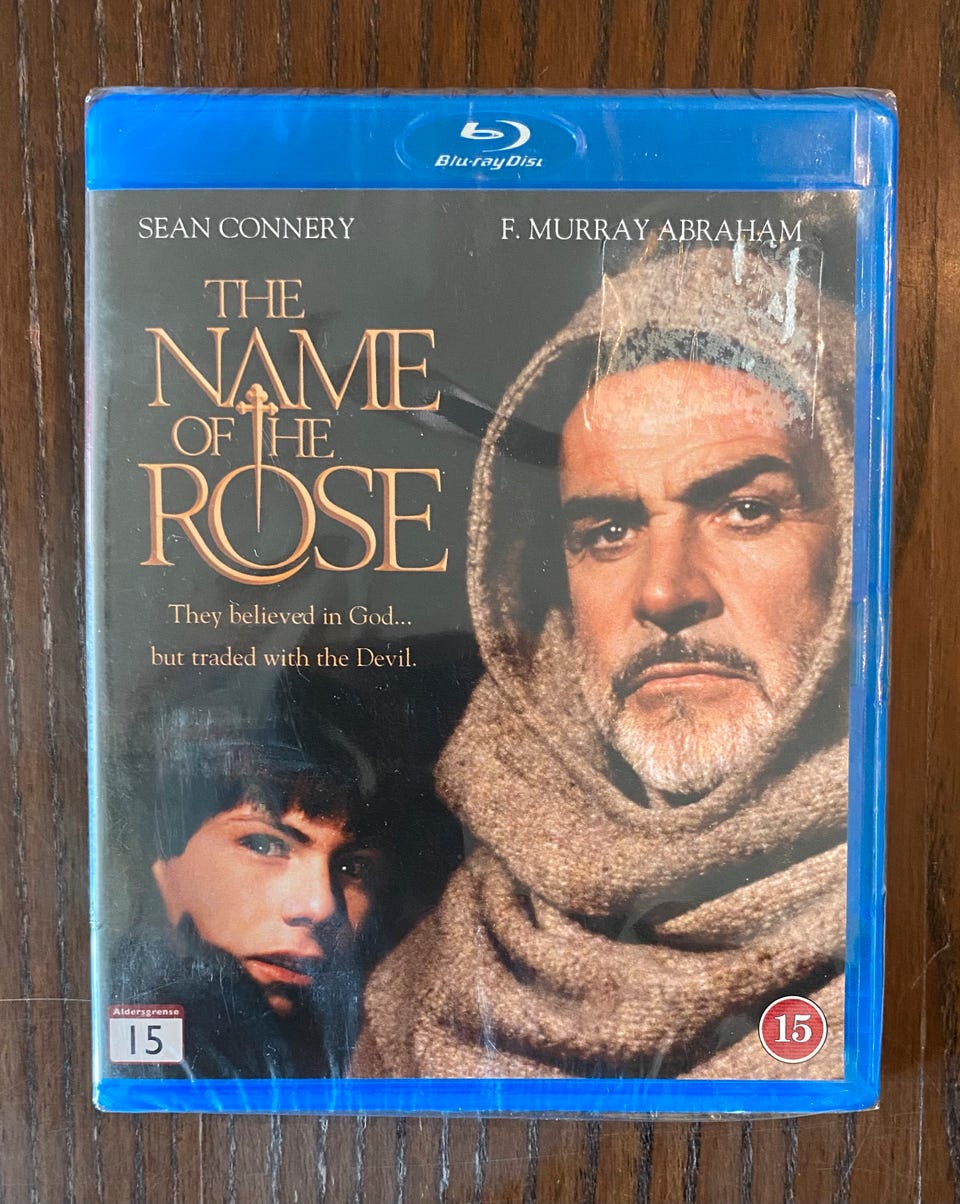 Blu-ray Disc
SEAN CONNERY
F. MURRAY ABRAHAM
THE
NAME
OF THE
ROSE
They believed in God...
but traded with the Devil.
Aldersgrense
15
15